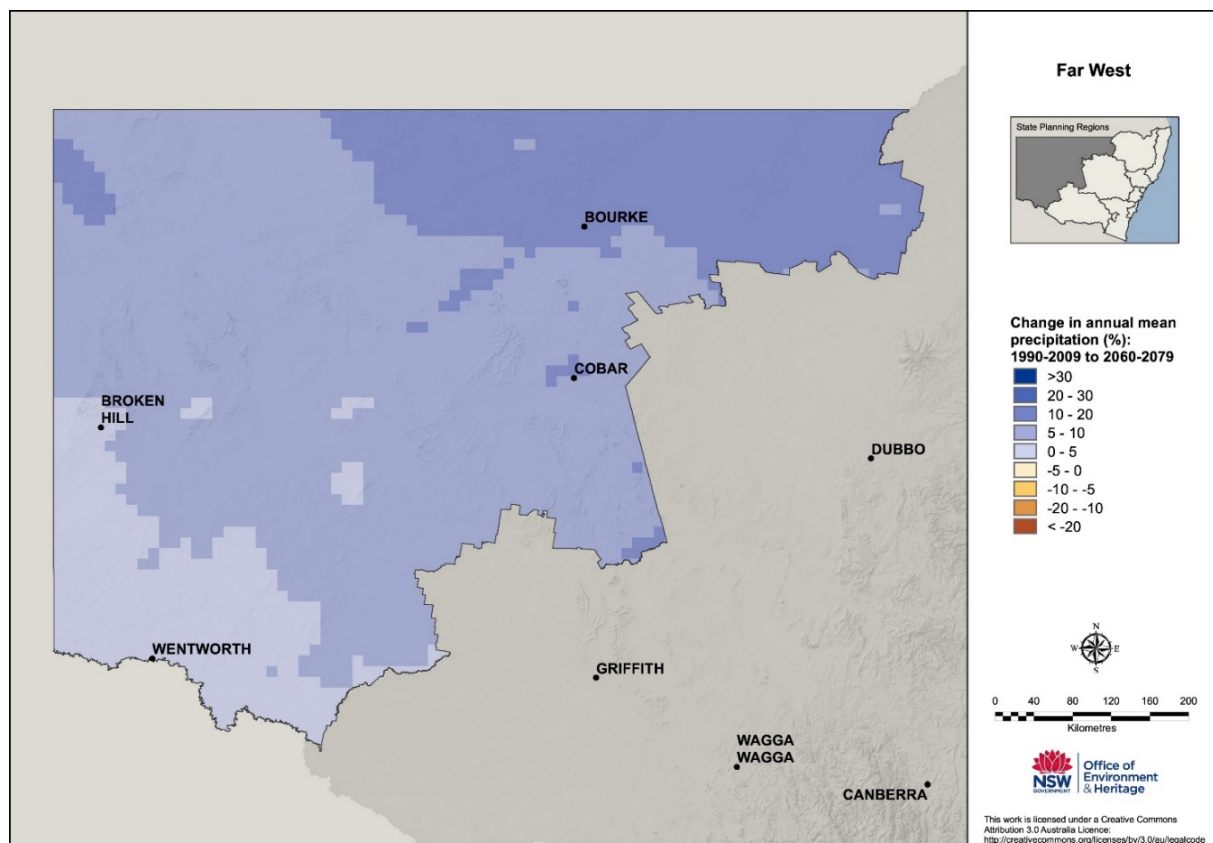 Far West
State Planning Regions
BOURKE
COBAR
BROKEN
HILL
DUBBO
WENTWORTH
GRIFFITH
WAGGA
WAGGA
CANBERRA
Change in annual mean
precipitation (%):
1990-2009 to 2060-2079
>30
20 - 30
10 - 20
5 - 10
0 - 5
-5 - 0
-10 - -5
-20 - -10
< -20
N
W E
S
0 40 80 120 160 200
Kilometres
NSW
GOVERNMENT
Office of
Environment
& Heritage
This work is licensed under a Creative Commons
Attribution 3.0 Australia Licence:
http://creativecommons.org/licenses/by/3.0/au/legalcode